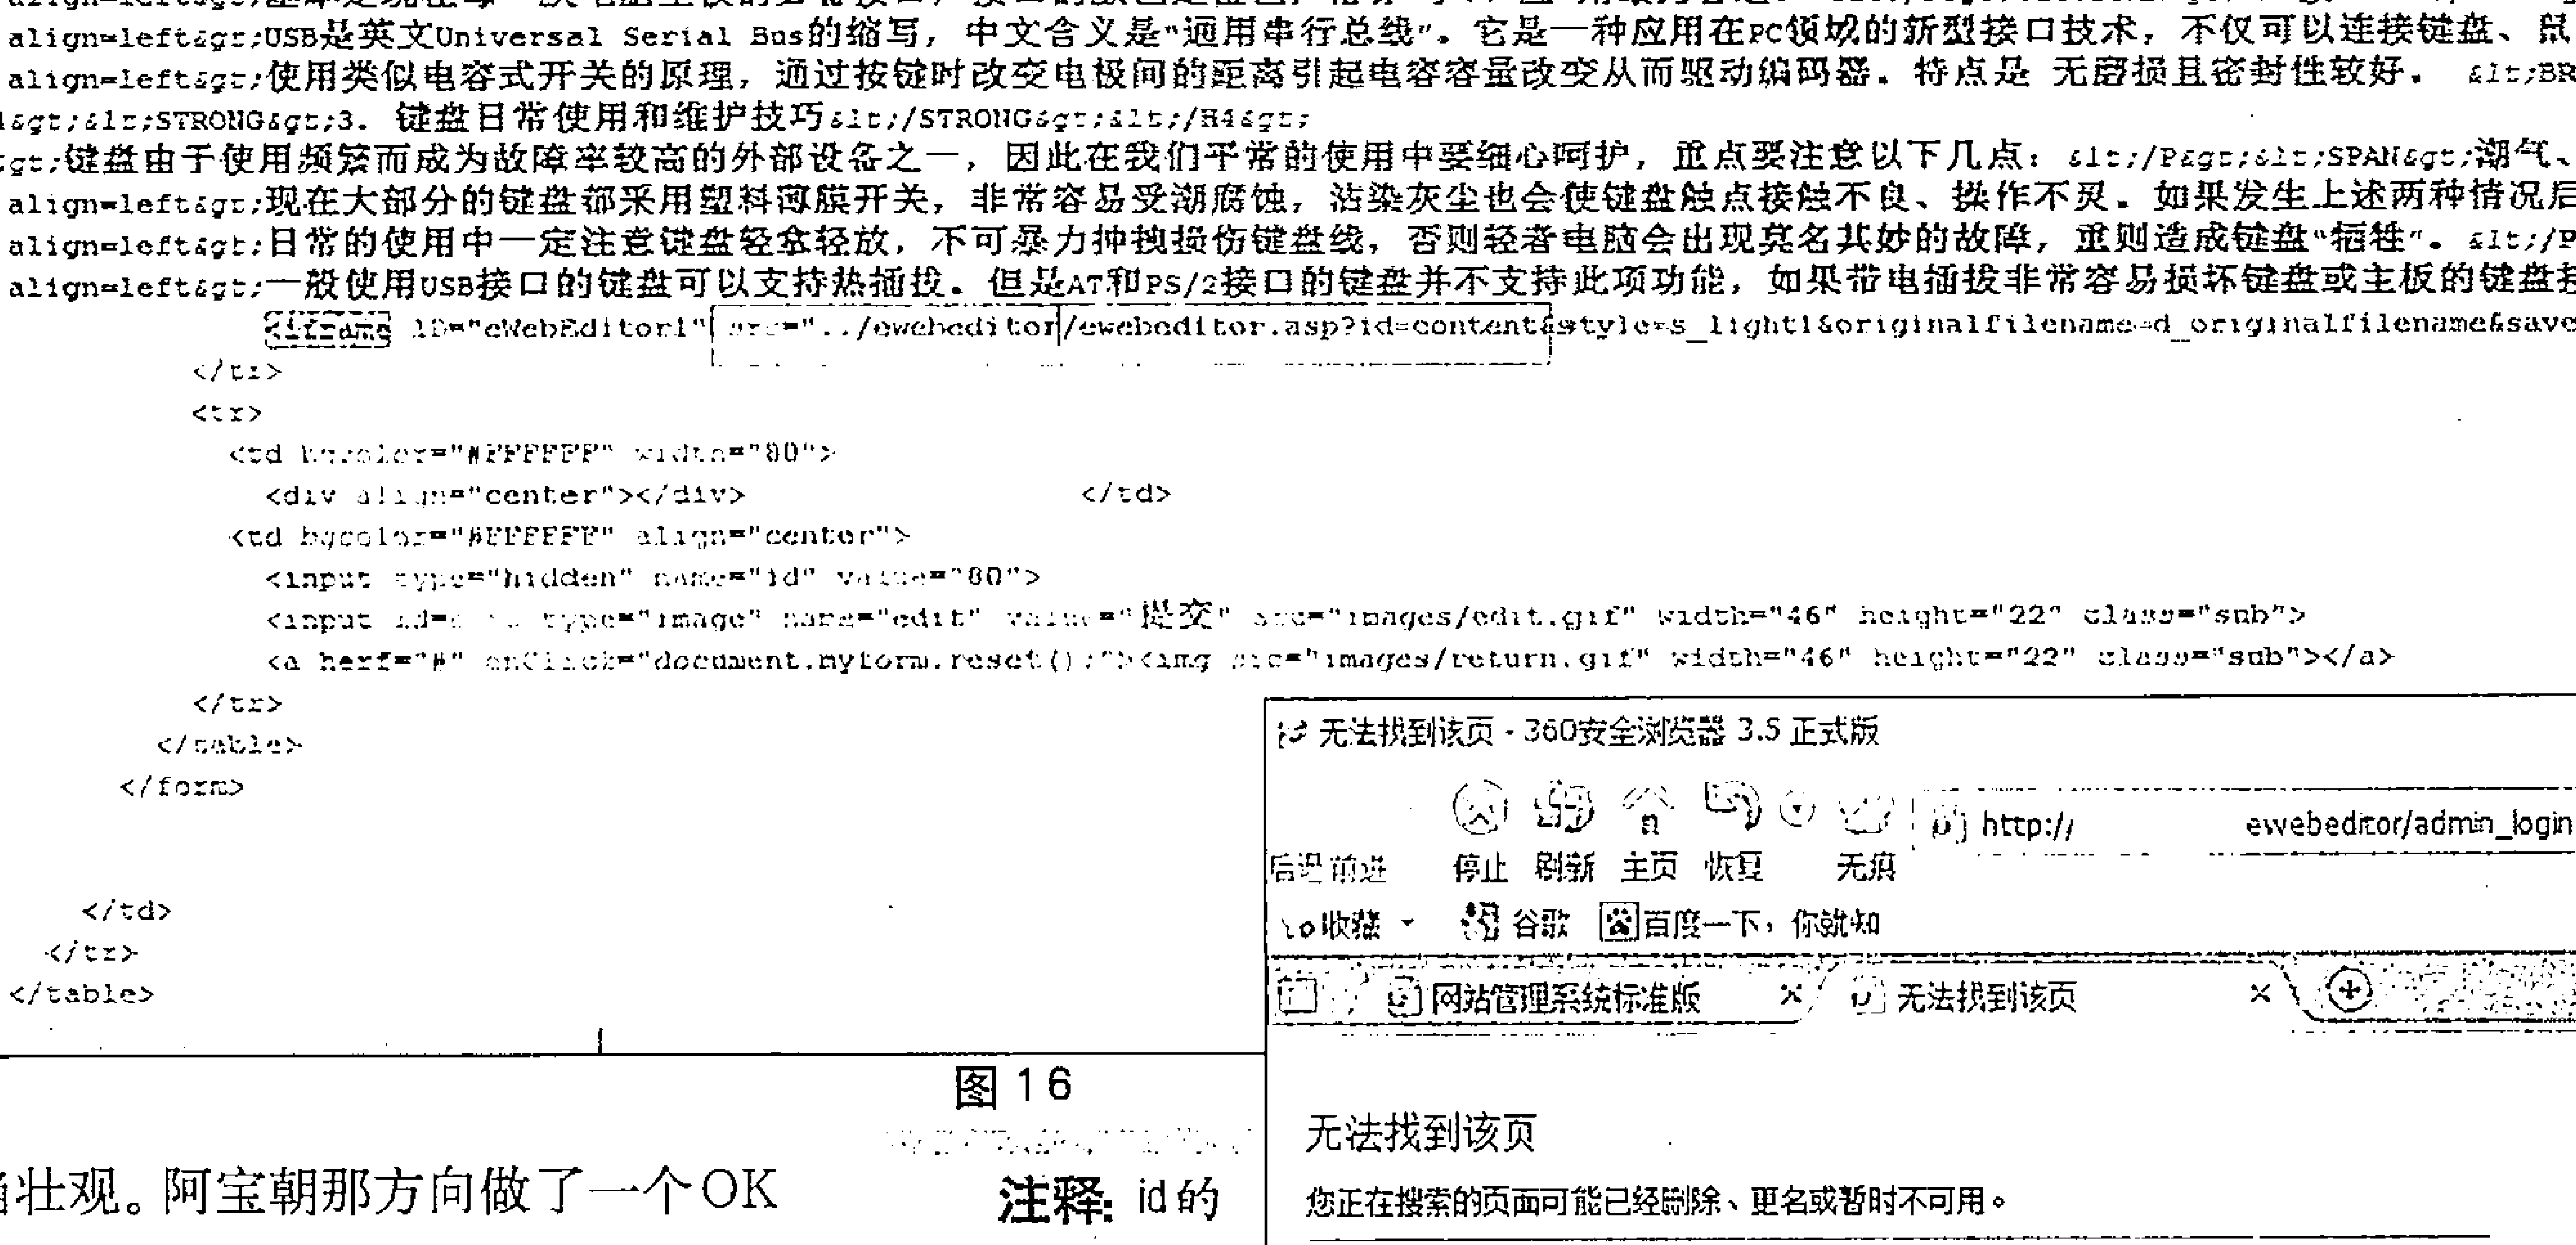 align=left&gt;USB是英文Universal Serial Bus的缩写，中文含义是“通用串行总线”。它是一种应用在PC领域的新型接口技术，不仅可以连接键盘、鼠
align=left&gt;使用类似电容式开关的原理，通过按键时改变电极间的距离引起电容容量改变从而驱动编码器。特点是 无磨损且密封性较好。 &lt;BR
&gt;&lt;STRONG&gt;3. 键盘日常使用和维护技巧&lt;/STRONG&gt;&lt;/H4&gt;
gt;键盘由于使用频繁而成为故障率较高的外部设备之一，因此在我们平常的使用中要细心呵护，重点要注意以下几点：&lt;/P&gt;&lt;SPAN&gt;潮气、
align=left&gt;现在大部分的键盘都采用塑料薄膜开关，非常容易受潮腐蚀，沾染灰尘也会使键盘触点接触不良、操作不灵。如果发生上述两种情况后
align=left&gt;日常的使用中一定注意键盘轻拿轻放，不可暴力抻拽损伤键盘线，否则轻者电脑会出现莫名其妙的故障，重则造成键盘“牺牲”。&lt;/P
align=left&gt;一般使用USB接口的键盘可以支持热插拔。但是AT和PS/2接口的键盘并不支持此项功能，如果带电插拔非常容易损坏键盘或主板的键盘接
<iframe ID="eWebEditor1" src="../ewebeditor/ewebeditor.asp?id=content&style=s_light1&originalfilename=d_originalfilename&save
</tr>
<tr>
<td bgcolor="#FFFFFF" width="80">
<div align="center"></div> </td>
<td bgcolor="#FFFFFF" align="center">
<input type="hidden" name="id" value="80">
<input type="image" name="edit" value="提交" src="images/edit.gif" width="46" height="22" class="sub">
<a herf="#" onClick="document.myform.reset();"><img src="images/return.gif" width="46" height="22" class="sub"></a>
</tr>
</table>
</form>
</td>
</tr>
</table>
图 16
壮观。阿宝朝那方向做了一个OK
注释: id的
无法找到该页 - 360安全浏览器 3.5 正式版
http:// ewebeditor/admin_login
后退 前进 停止 刷新 主页 恢复 无痕
收藏 谷歌 百度一下，你就知
网站管理系统标准版 × 无法找到该页 ×
无法找到该页
您正在搜索的页面可能已经删除、更名或暂时不可用。